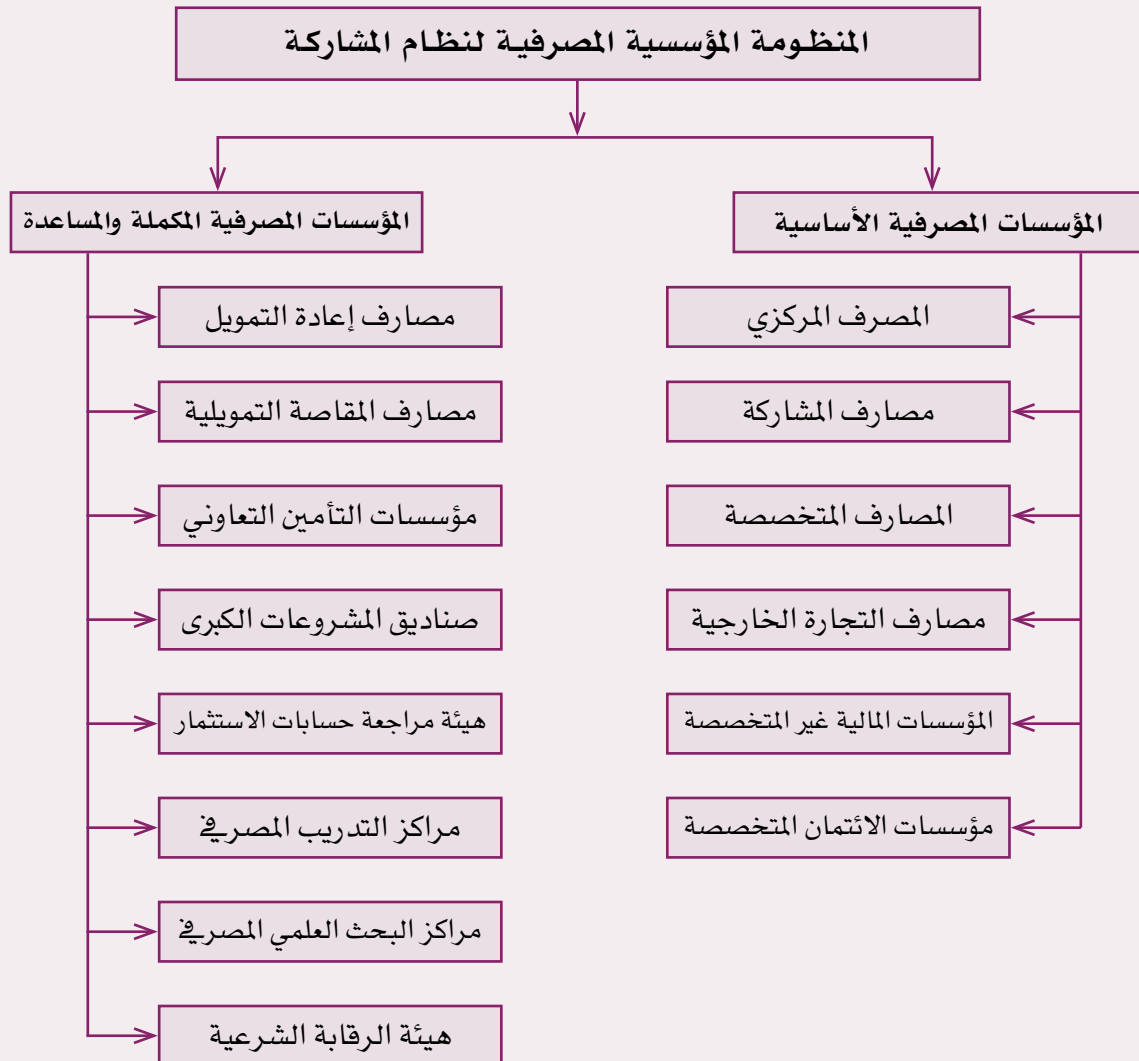 المنظومة المؤسسية المصرفية لنظام المشاركة
المؤسسات المصرفية الأساسية
المصرف المركزي
مصارف المشاركة
المصارف المتخصصة
مصارف التجارة الخارجية
المؤسسات المالية غير المتخصصة
مؤسسات الائتمان المتخصصة
المؤسسات المصرفية المكملة والمساعدة
مصارف إعادة التمويل
مصارف المقاصة التمويلية
مؤسسات التأمين التعاوني
صناديق المشروعات الكبرى
هيئة مراجعة حسابات الاستثمار
مراكز التدريب المصرفي
مراكز البحث العلمي المصرفي
هيئة الرقابة الشرعية